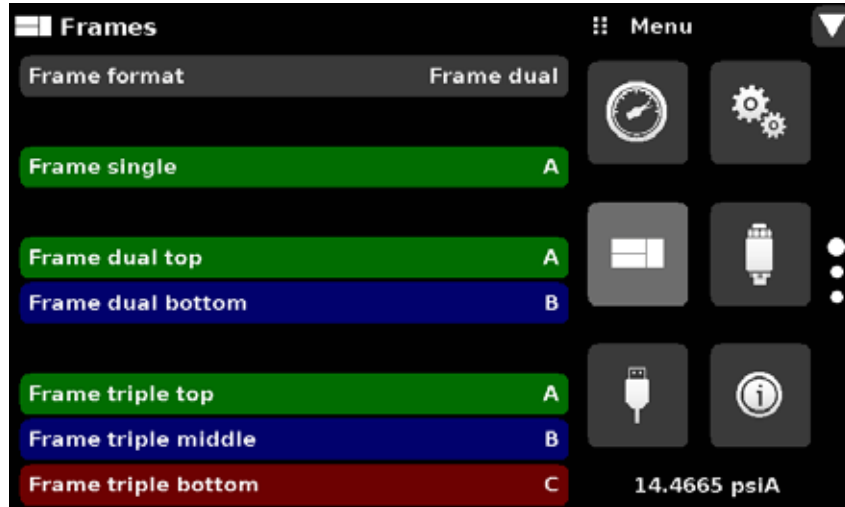 Frames
Menu
Frame format Frame dual
Frame single A
Frame dual top A
Frame dual bottom B
Frame triple top A
Frame triple middle B
Frame triple bottom C
14.4665 psiA